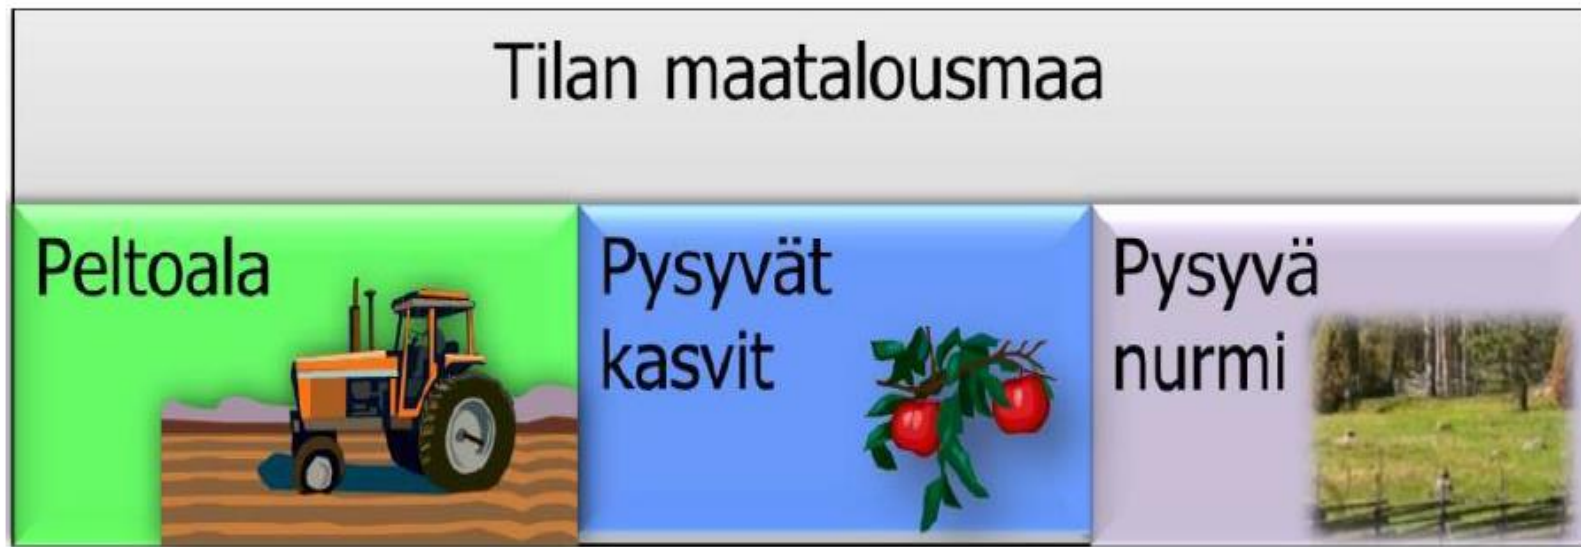 Tilan maatalousmaa
Peltoala
Pysyvät
kasvit
Pysyvä
nurmi